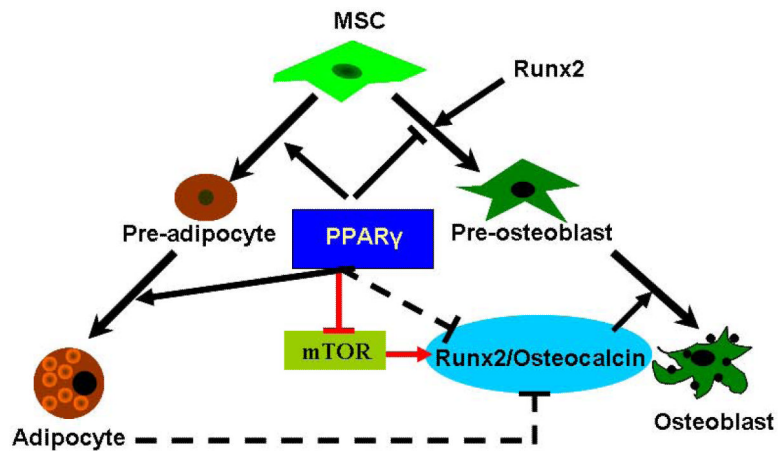 MSC
Runx2
Pre-adipocyte
PPARγ
Pre-osteoblast
mTOR
Runx2/Osteocalcin
Adipocyte
Osteoblast